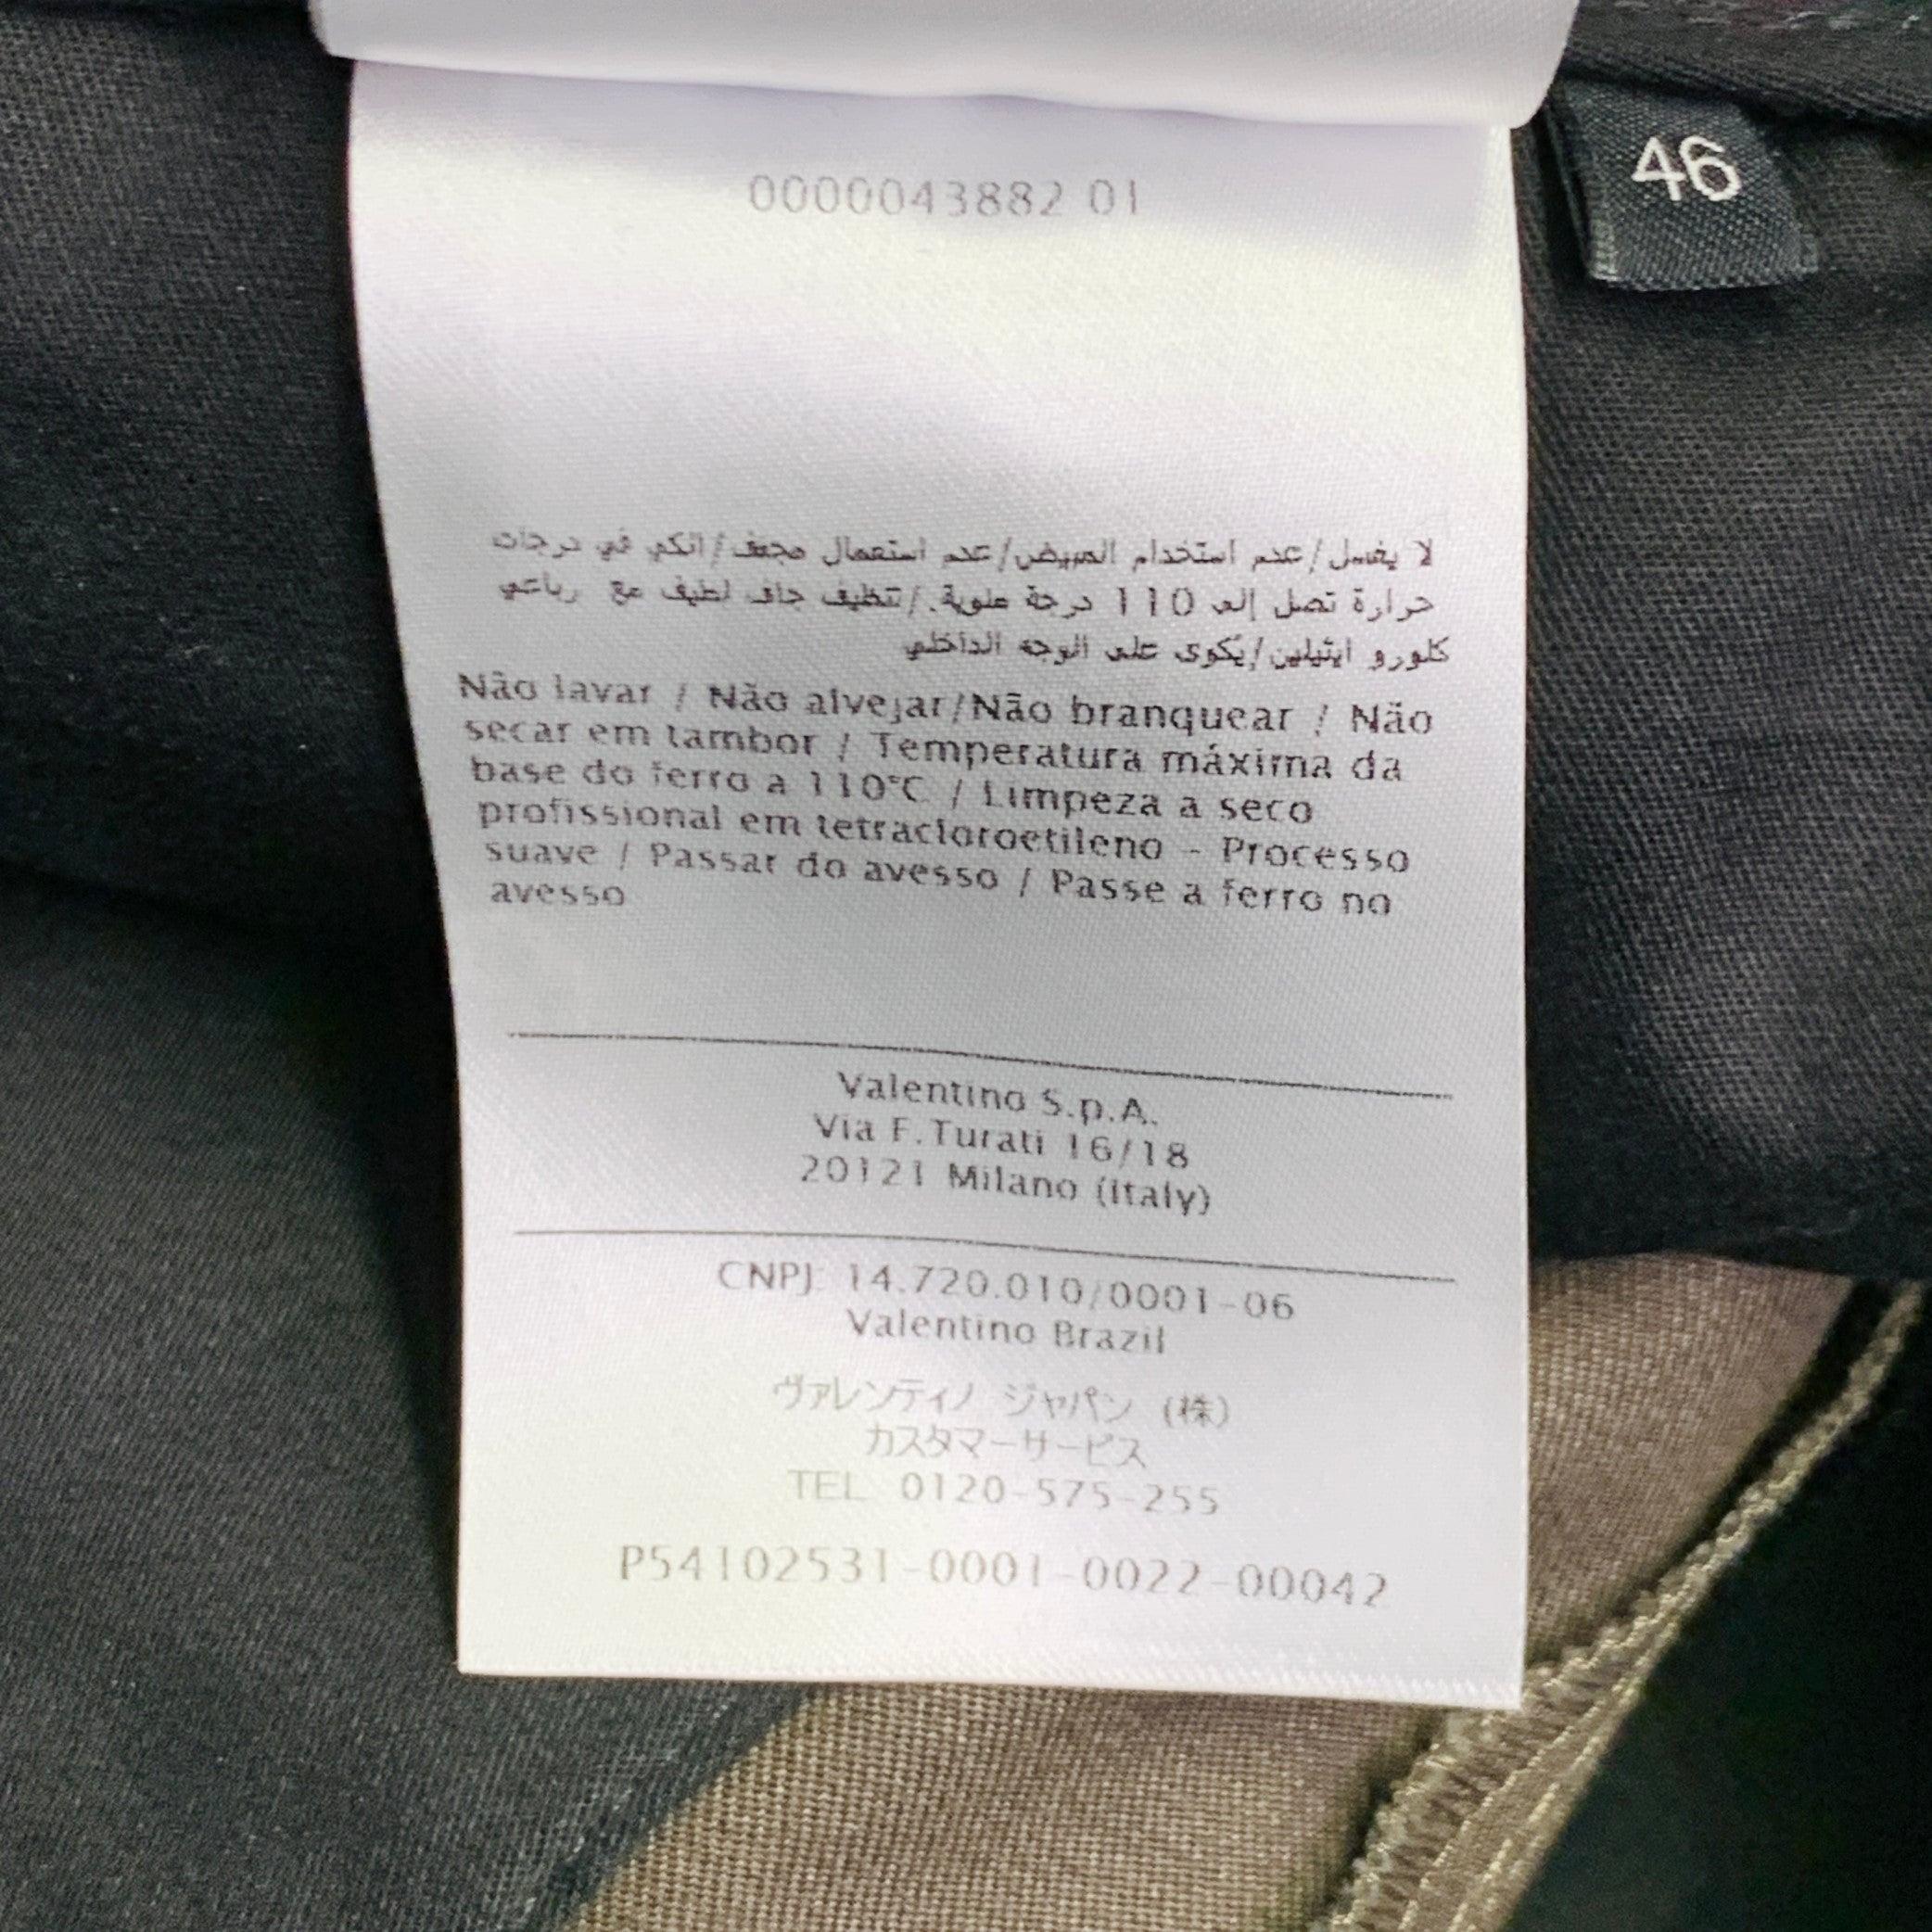 46
0000043882 01
لا يغسل/عدم استخدام المبيض/عدم استعمال مجفف/انكم في درجات
حرارة تصل إلى 110 درجة مئوية./تنظيف جاف لطيف مع رباعي
كلورو ايثيلين/يُكوى على الوجه الداخلي
Não lavar / Não alvejar/Não branquear / Não
secar em tambor / Temperatura máxima da
base do ferro a 110°C / Limpeza a seco
profissional em tetracloroetileno - Processo
suave / Passar do avesso / Passe a ferro no
avesso
Valentino S.p.A.
Via F.Turati 16/18
20121 Milano (Italy)
CNPJ: 14.720.010/0001-06
Valentino Brazil
ヴァレンティノ ジャパン (株)
カスタマーサービス
TEL 0120-575-255
P54102531-0001-0022-00042